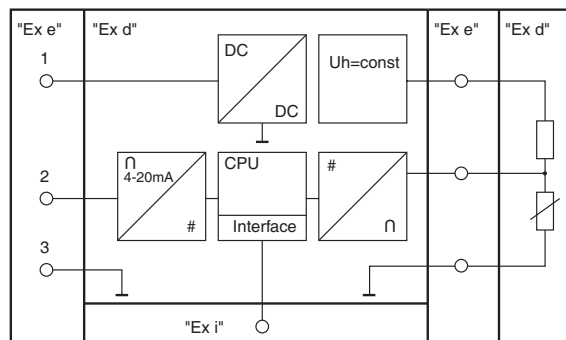 "Ex e" "Ex d" "Ex e" "Ex d"
1
DC
DC
Uh=const
2
∩
4-20mA
#
CPU
Interface
#
∩
3
"Ex i"